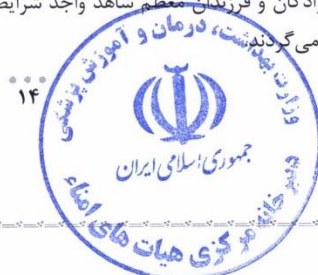 ادگان و فرزندان معظم شاهد واجد شرایط
می گردند.
۱۴
وزارت بهداشت، درمان و آموزش پزشکی
جمهوری اسلامی ایران
دبیرخانه مرکزی هیات های امناء